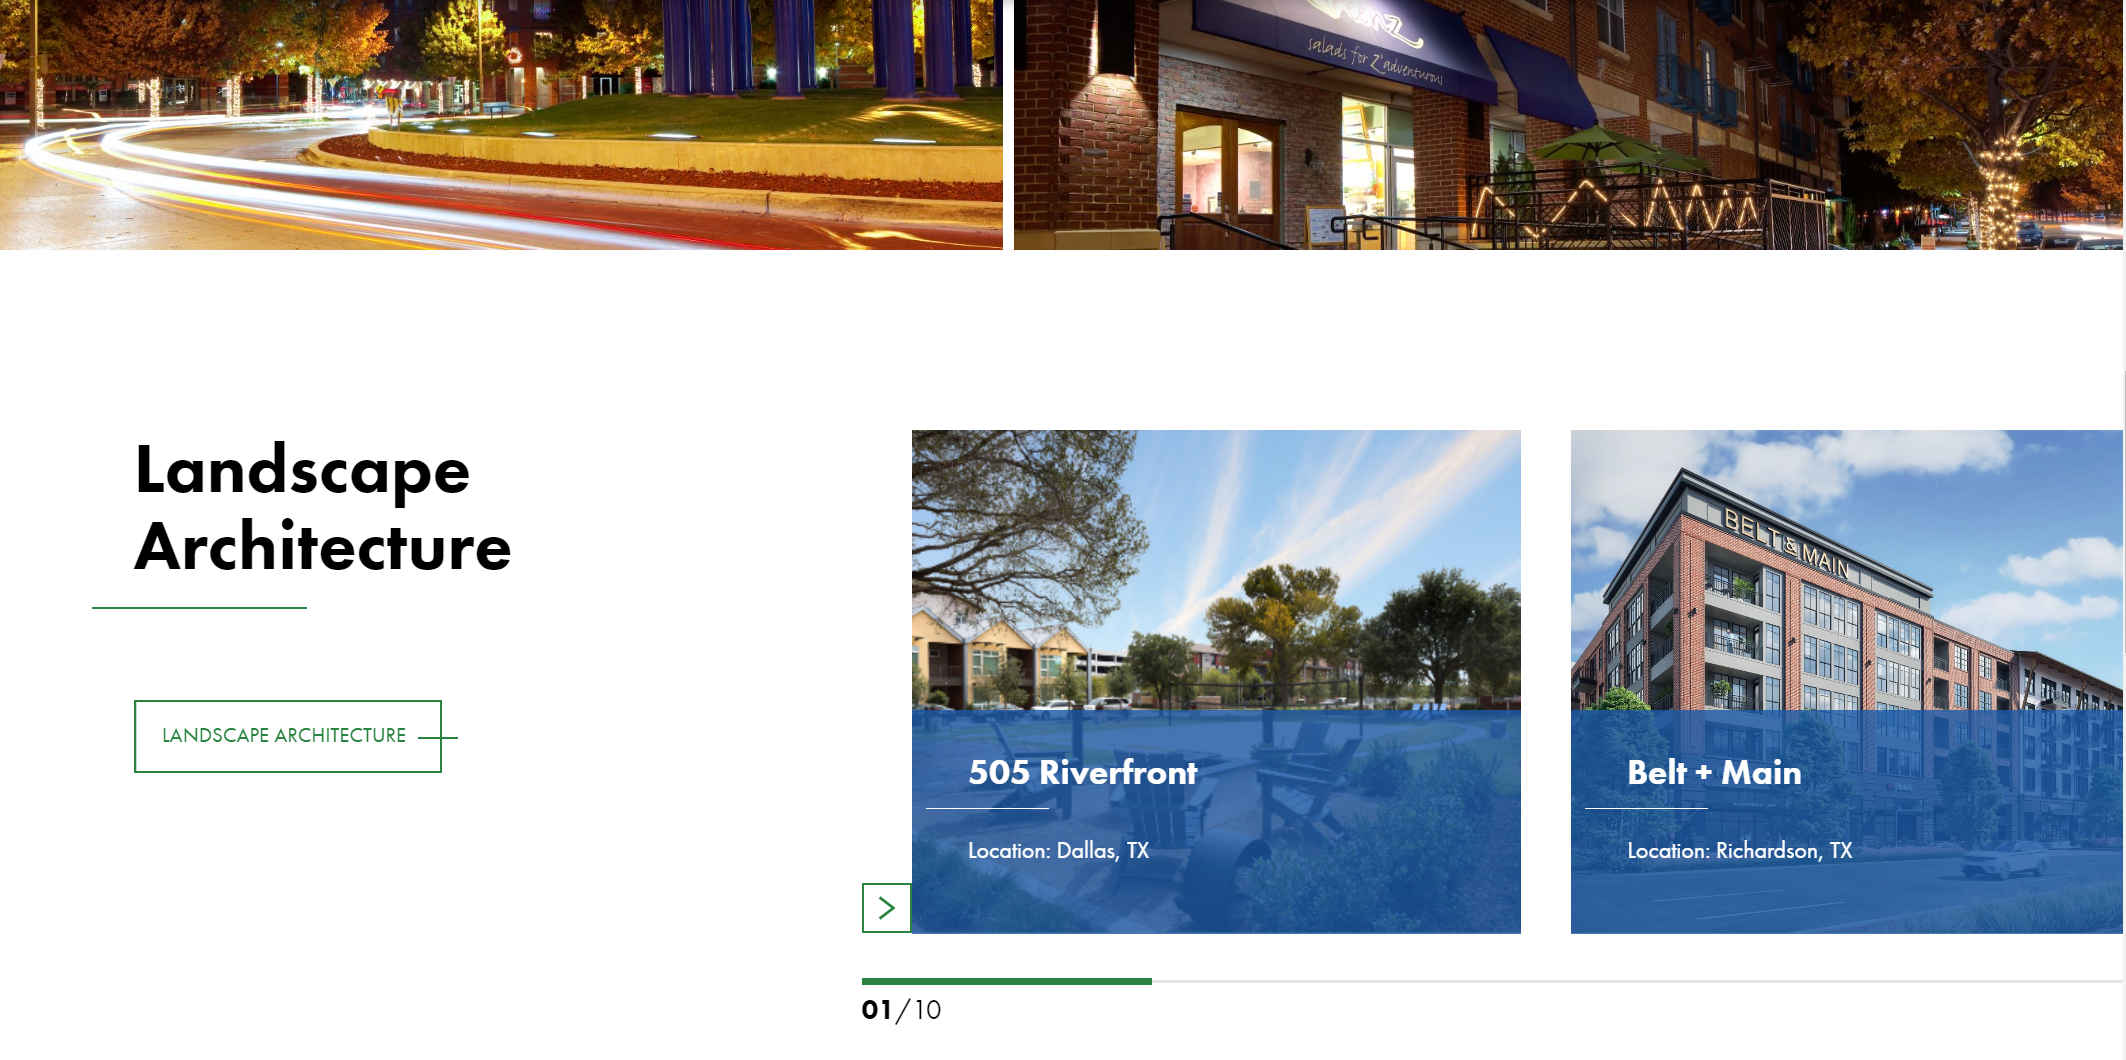 salads for Z'adventurous
Landscape
Architecture
LANDSCAPE ARCHITECTURE
BELT & MAIN
505 Riverfront
Location: Dallas, TX
Belt + Main
Location: Richardson, TX
01/10